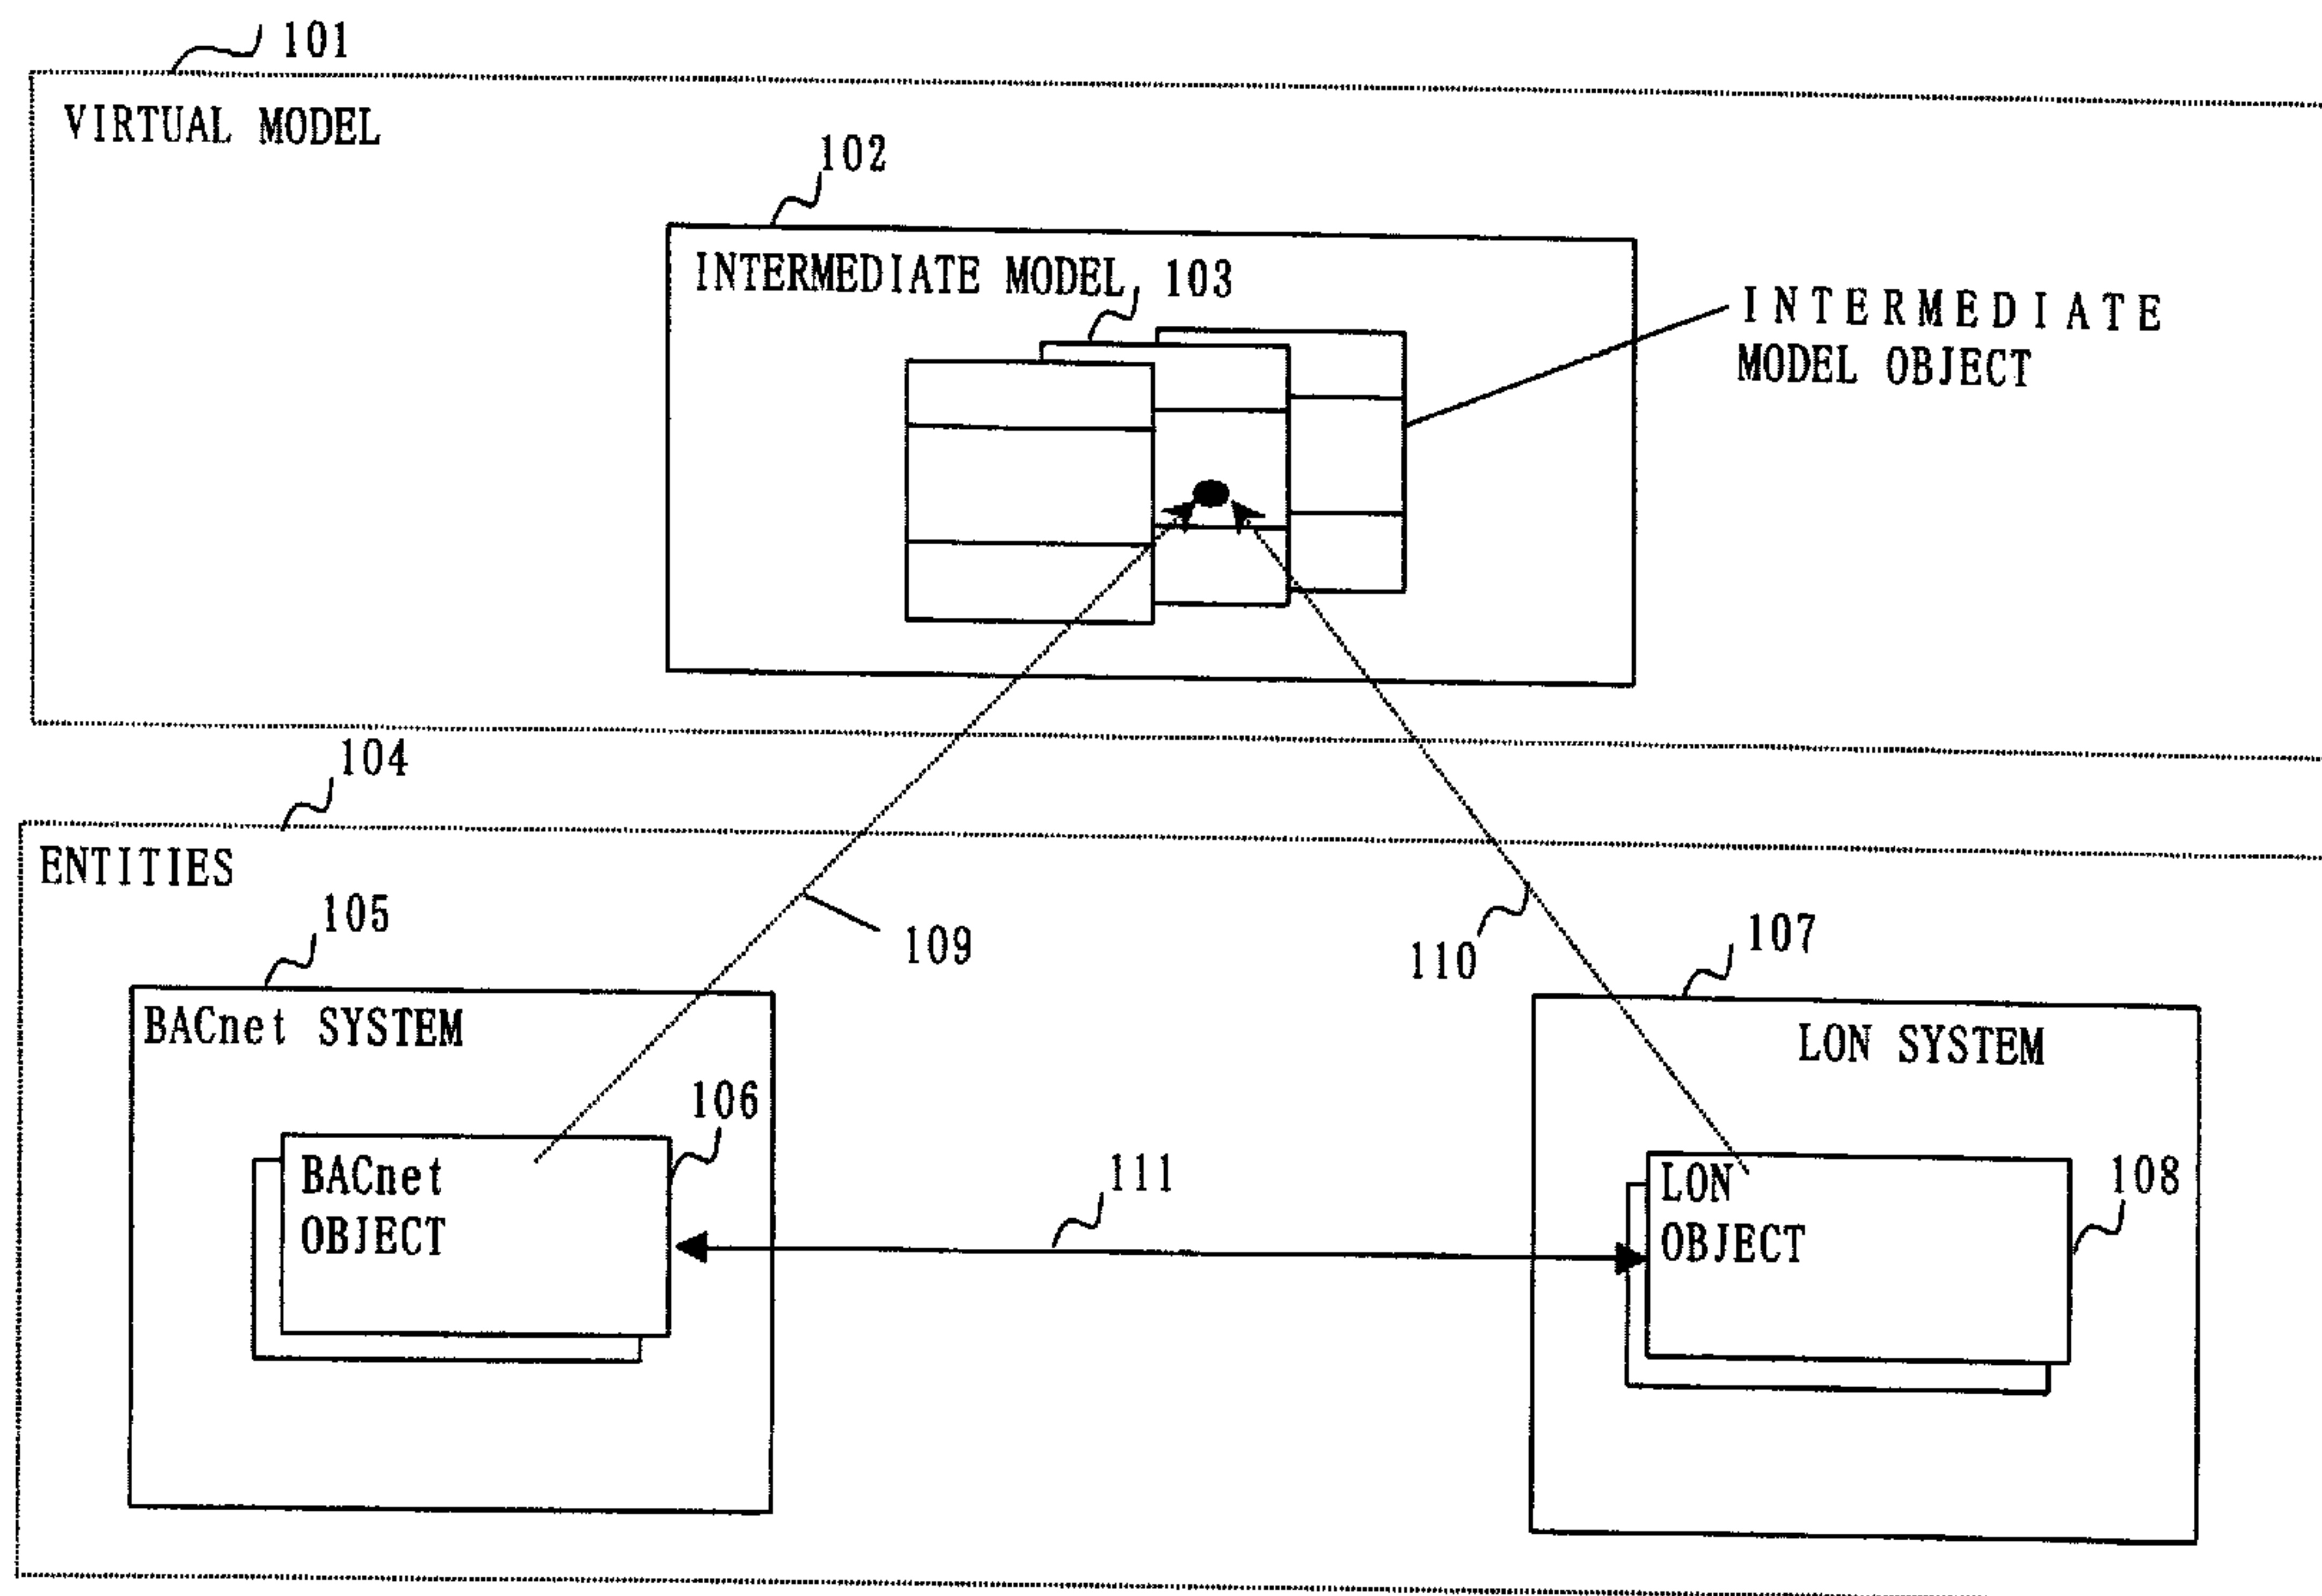 101
VIRTUAL MODEL
102
INTERMEDIATE MODEL 103
INTERMEDIATE
MODEL OBJECT
104
ENTITIES
105
109
110
107
BACnet SYSTEM
LON SYSTEM
106
BACnet
OBJECT
111
LON
OBJECT
108